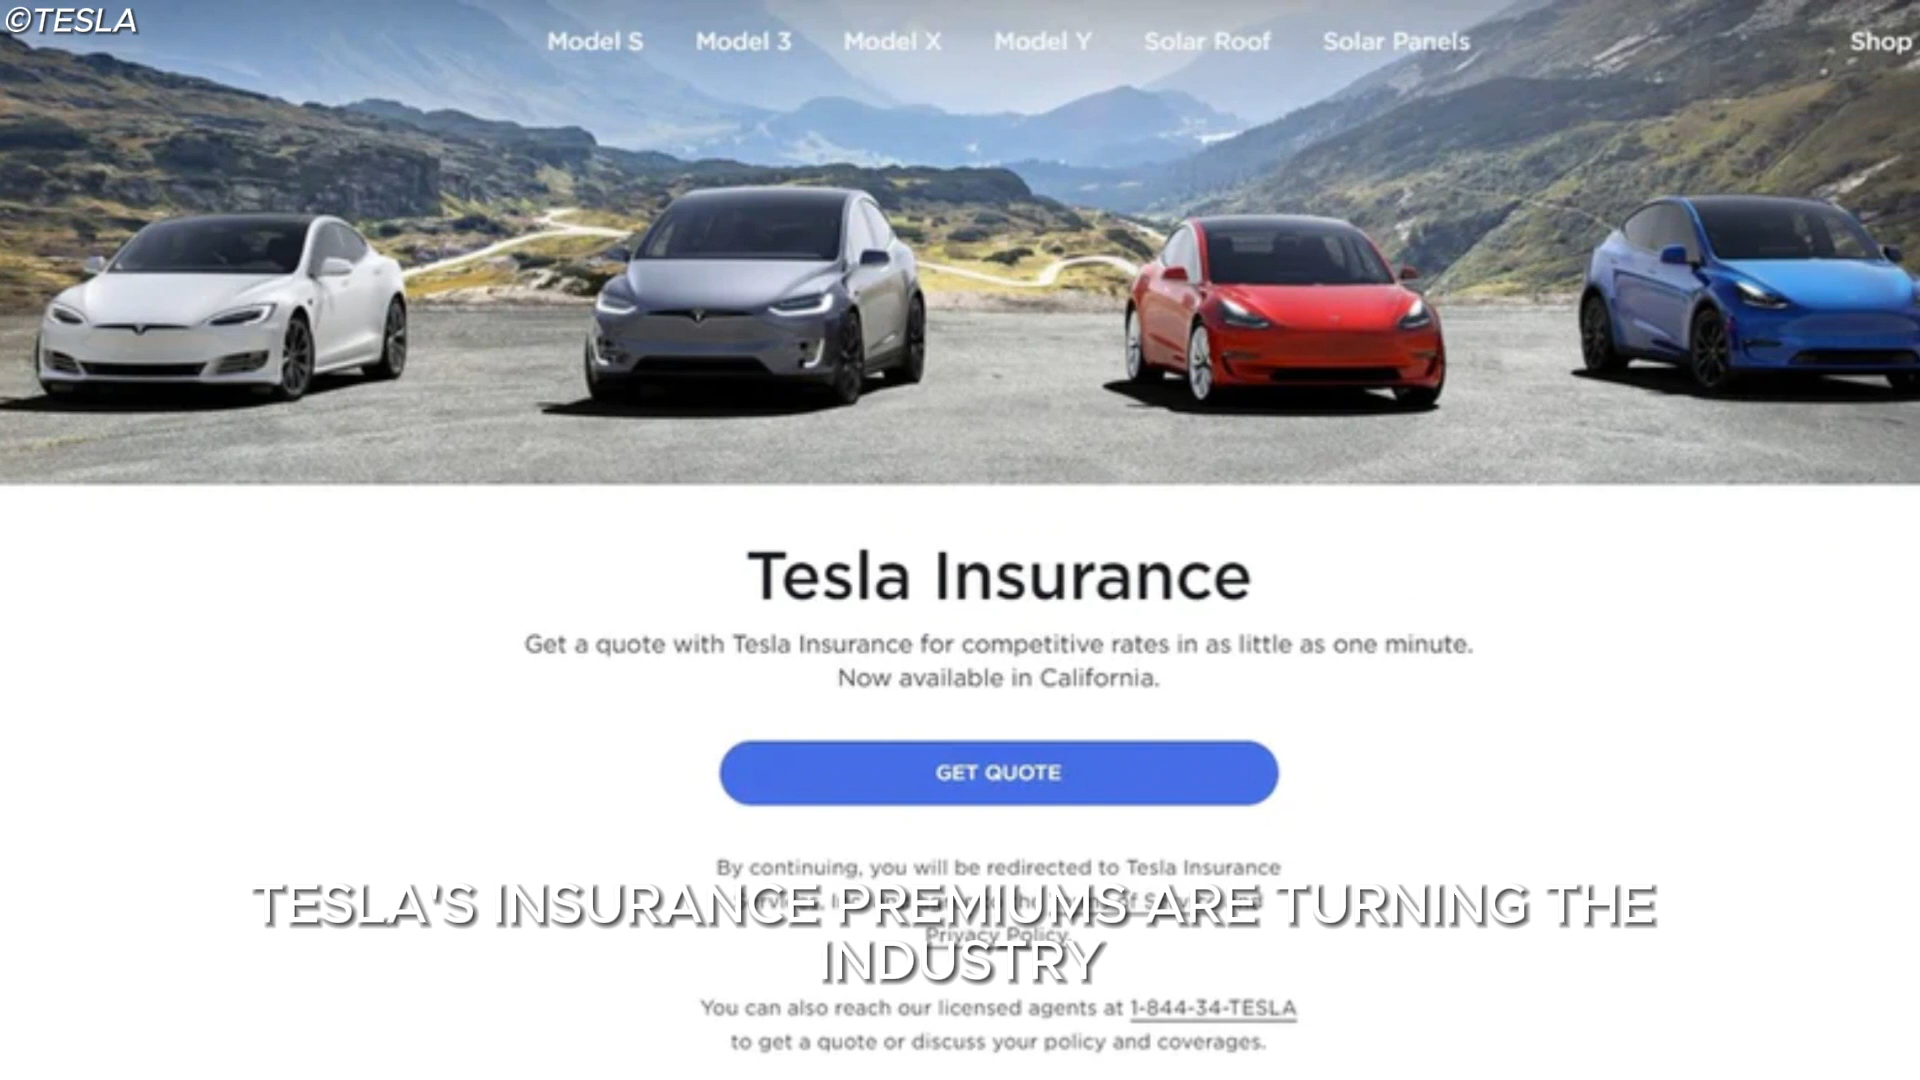 ©TESLA
Model S Model 3 Model X Model Y Solar Roof Solar Panels Shop
Tesla Insurance
Get a quote with Tesla Insurance for competitive rates in as little as one minute.
Now available in California.
GET QUOTE
By continuing, you will be redirected to Tesla Insurance
Privacy Policy.
TESLA'S INSURANCE PREMIUMS ARE TURNING THE
INDUSTRY
You can also reach our licensed agents at 1-844-34-TESLA
to get a quote or discuss your policy and coverages.